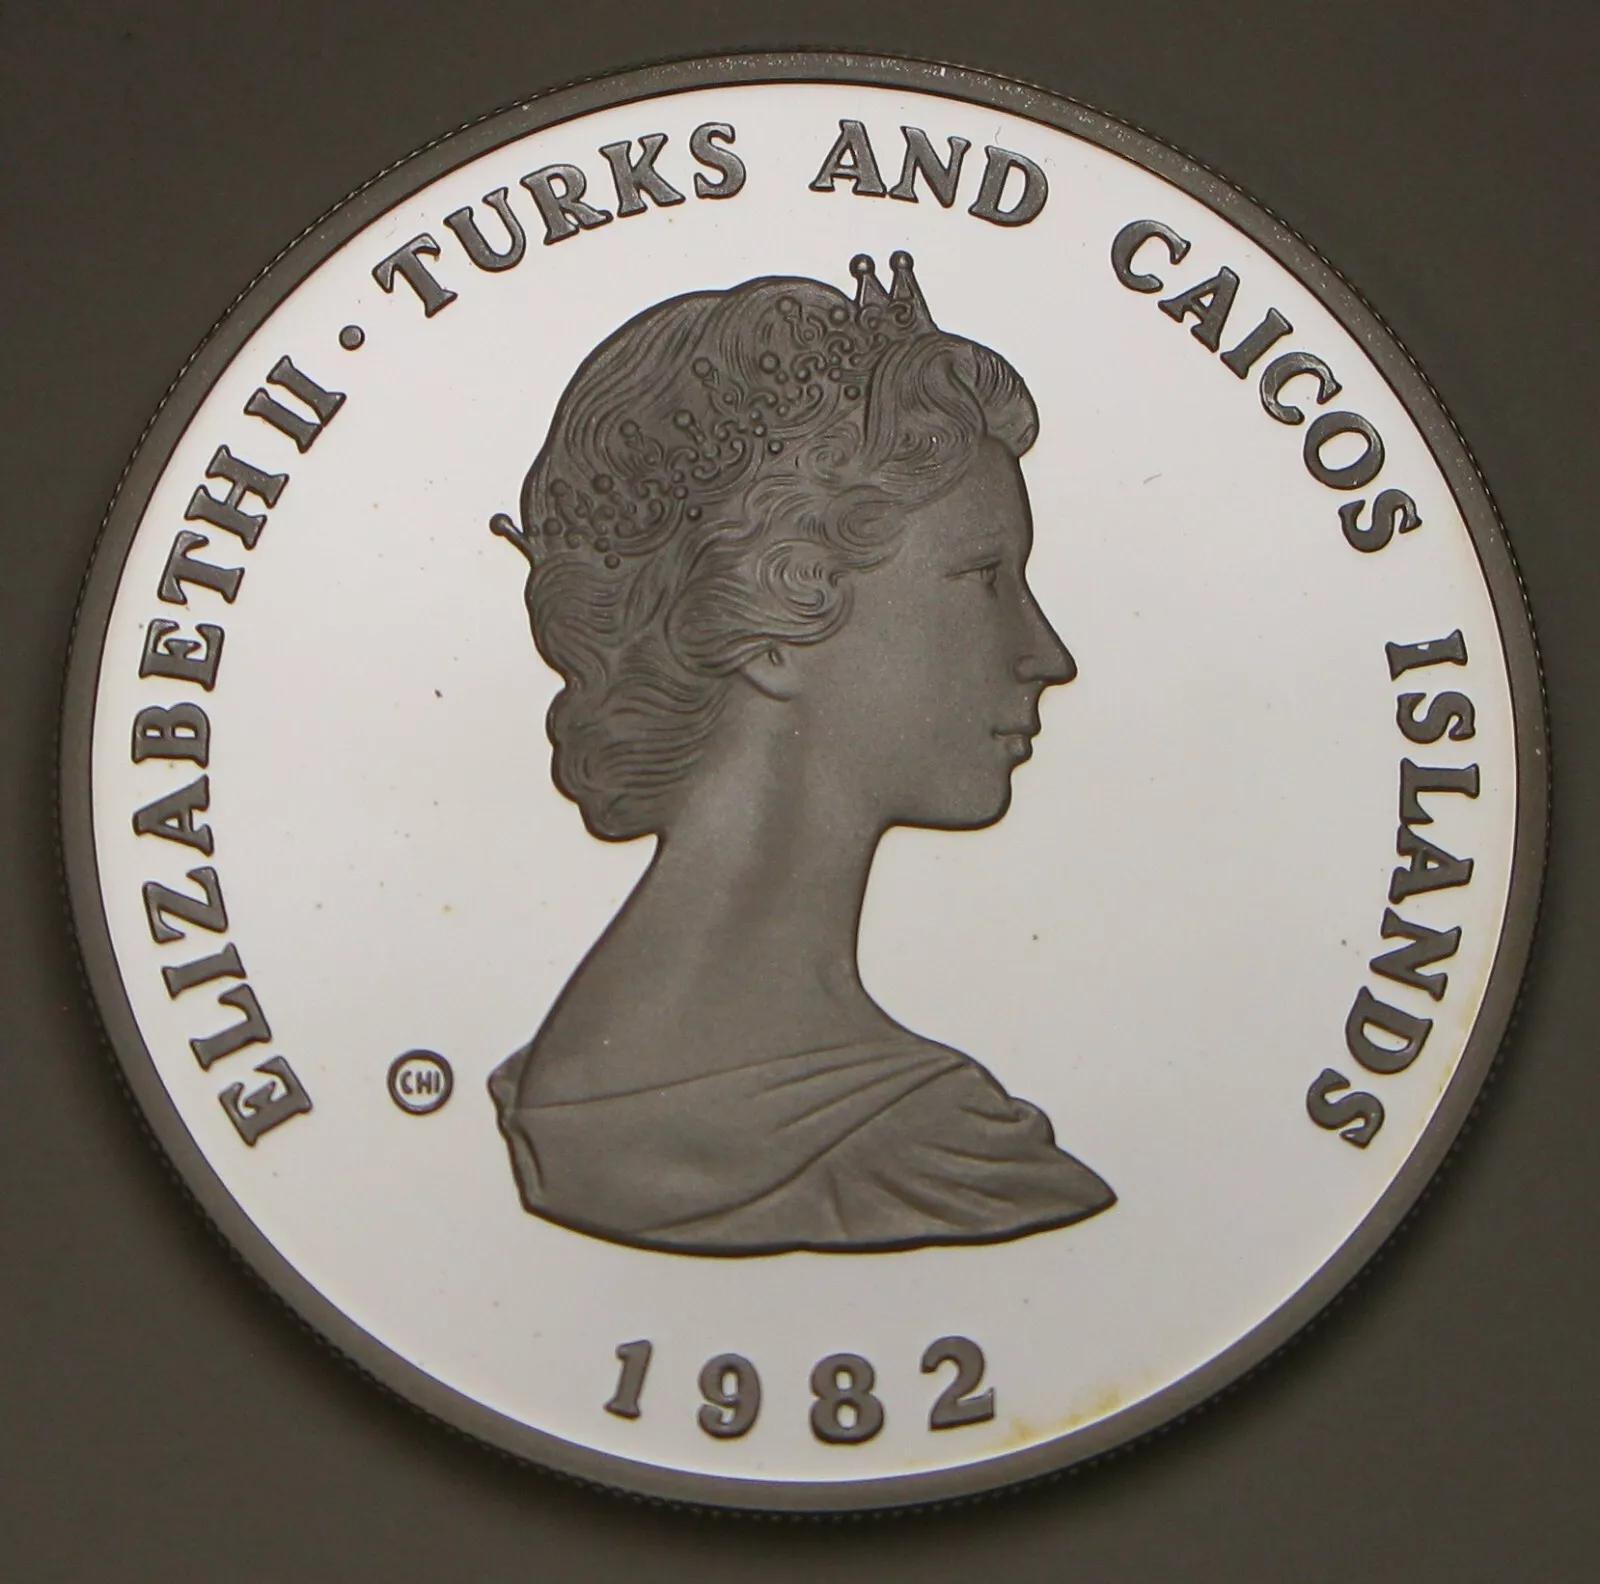 ELIZABETH II · TURKS AND CAICOS ISLANDS
CHI
1982